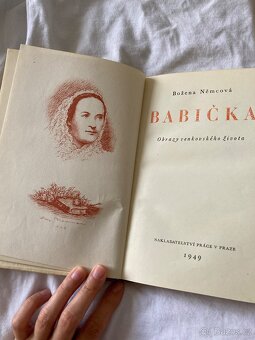 Božena Němcová
BABIČKA
Obrazy venkovského života
NAKLADATELSTVÍ PRÁCE V PRAZE
1949